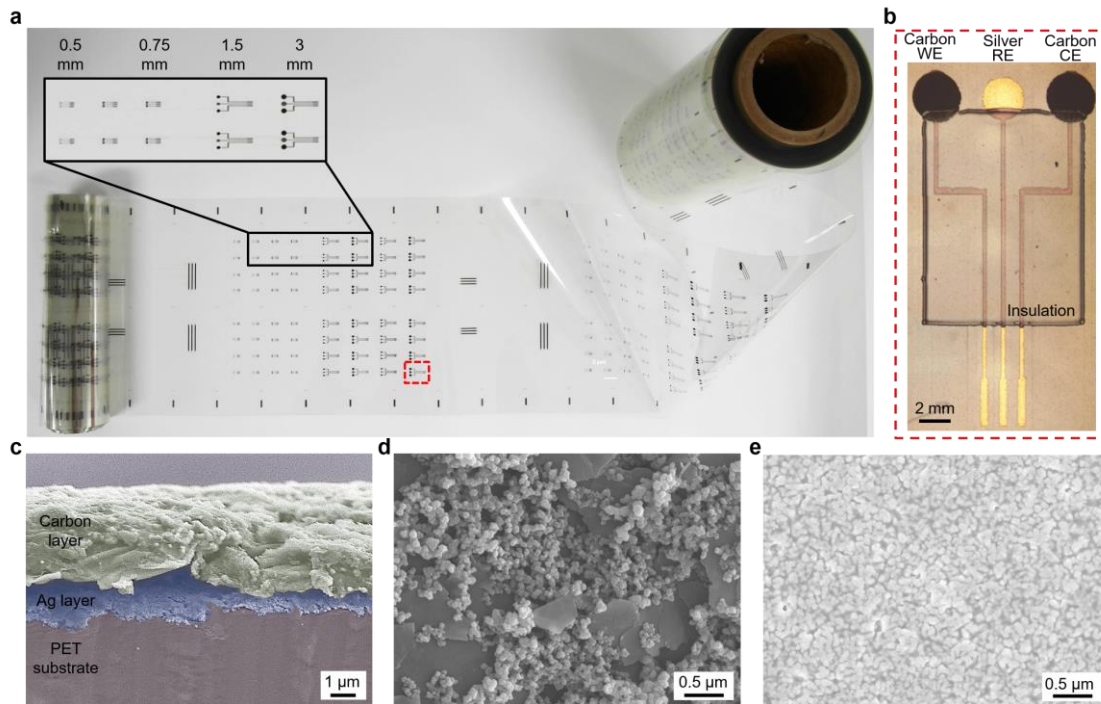 a
0.5
mm
0.75
mm
1.5
mm
3
mm
b
Carbon
WE
Silver
RE
Carbon
CE
Insulation
2 mm
c
Carbon
layer
Ag layer
PET
substrate
1 µm
d
0.5 µm
e
0.5 µm